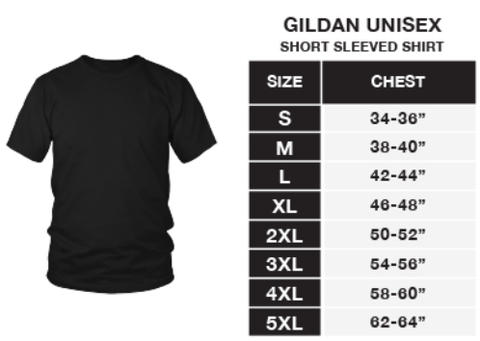 GILDAN UNISEX
SHORT SLEEVED SHIRT
SIZE CHEST
S 34-36”
M 38-40”
L 42-44”
XL 46-48”
2XL 50-52”
3XL 54-56”
4XL 58-60”
5XL 62-64”